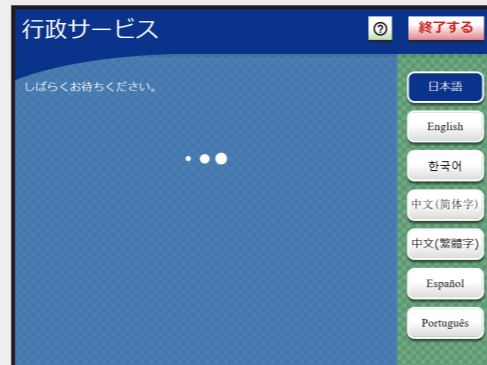 行政サービス
?
終了する
しばらくお待ちください。
日本語
English
한국어
中文(简体字)
中文(繁體字)
Español
Português